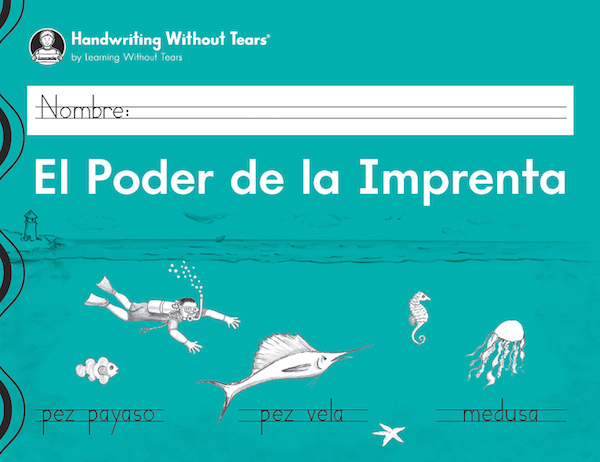 Handwriting Without Tears®
by Learning Without Tears
Nombre:
El Poder de la Imprenta
pez payaso
pez vela
medusa